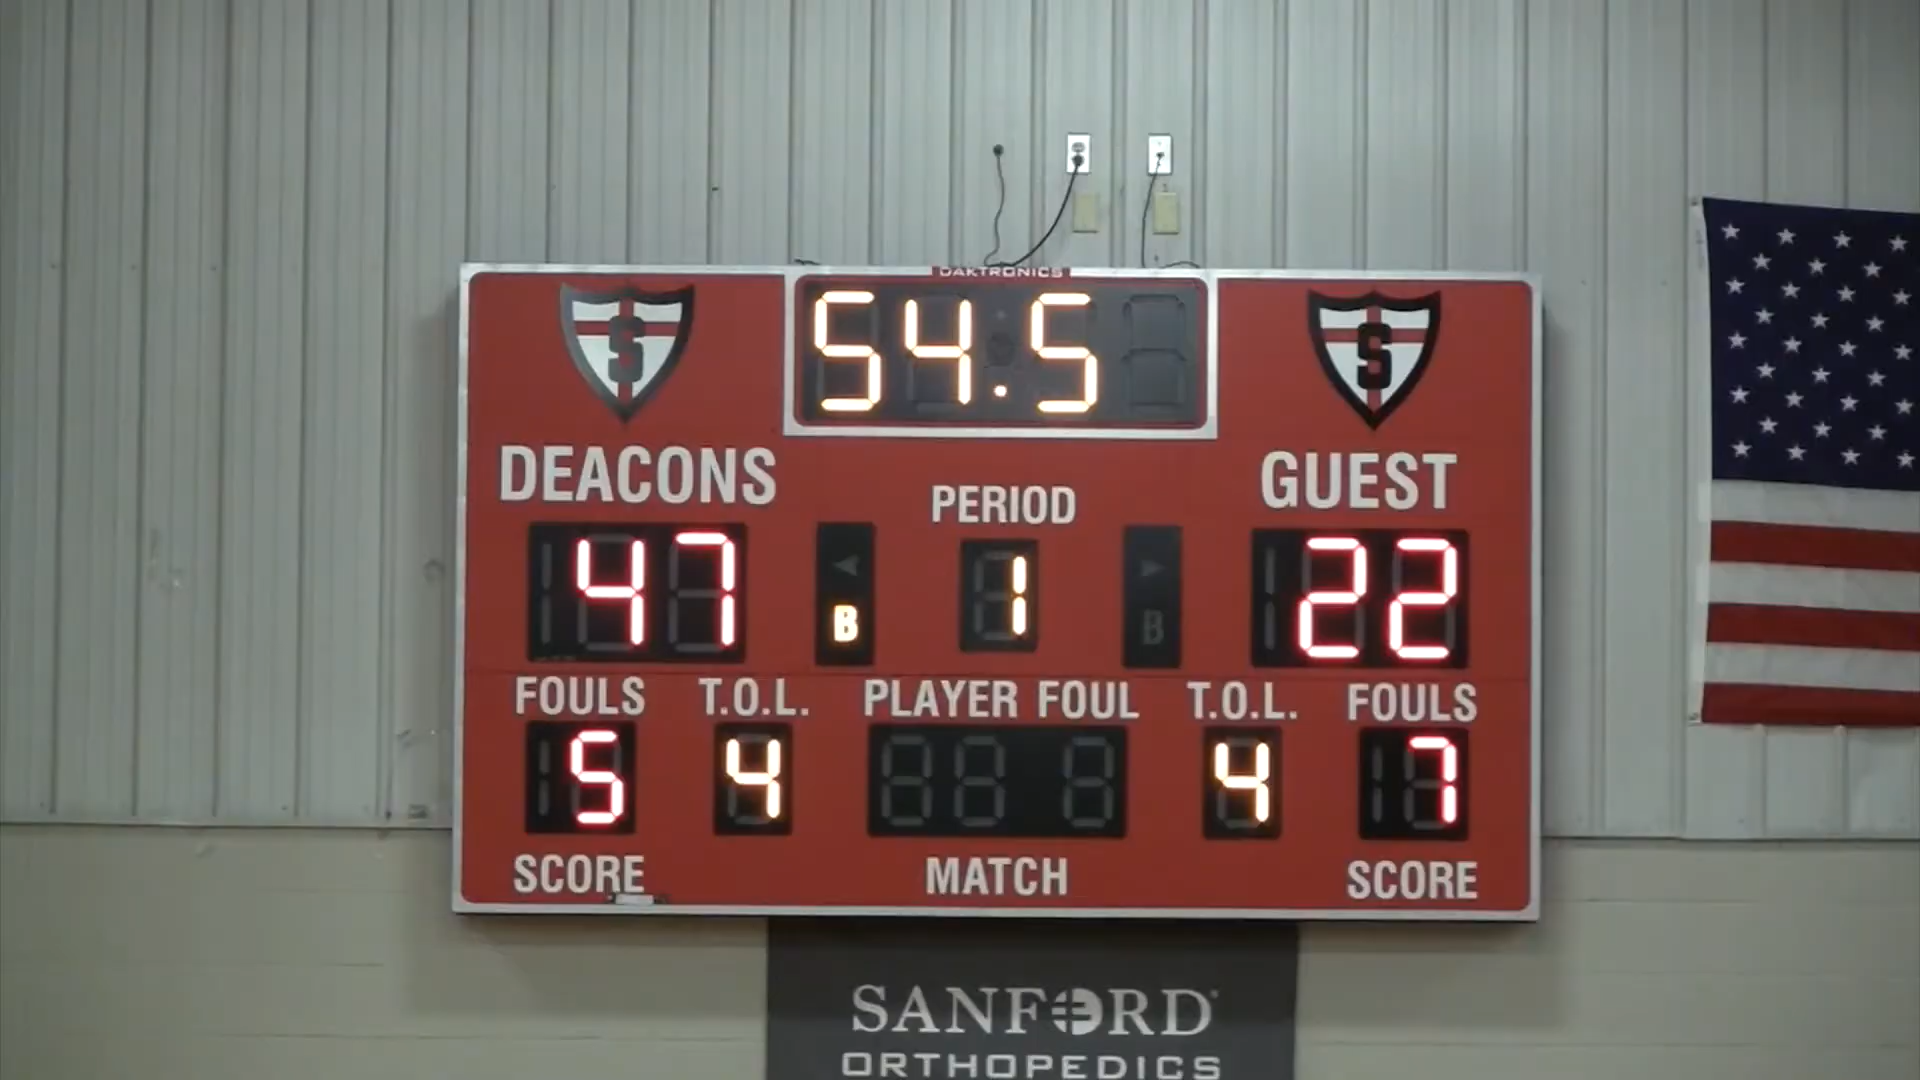 DAKTRONICS
S
54.5
S
DEACONS
PERIOD
GUEST
47
B
1
B
22
FOULS
T.O.L.
PLAYER FOUL
T.O.L.
FOULS
5
4
4
7
SCORE
MATCH
SCORE
SANFORD
ORTHOPEDICS